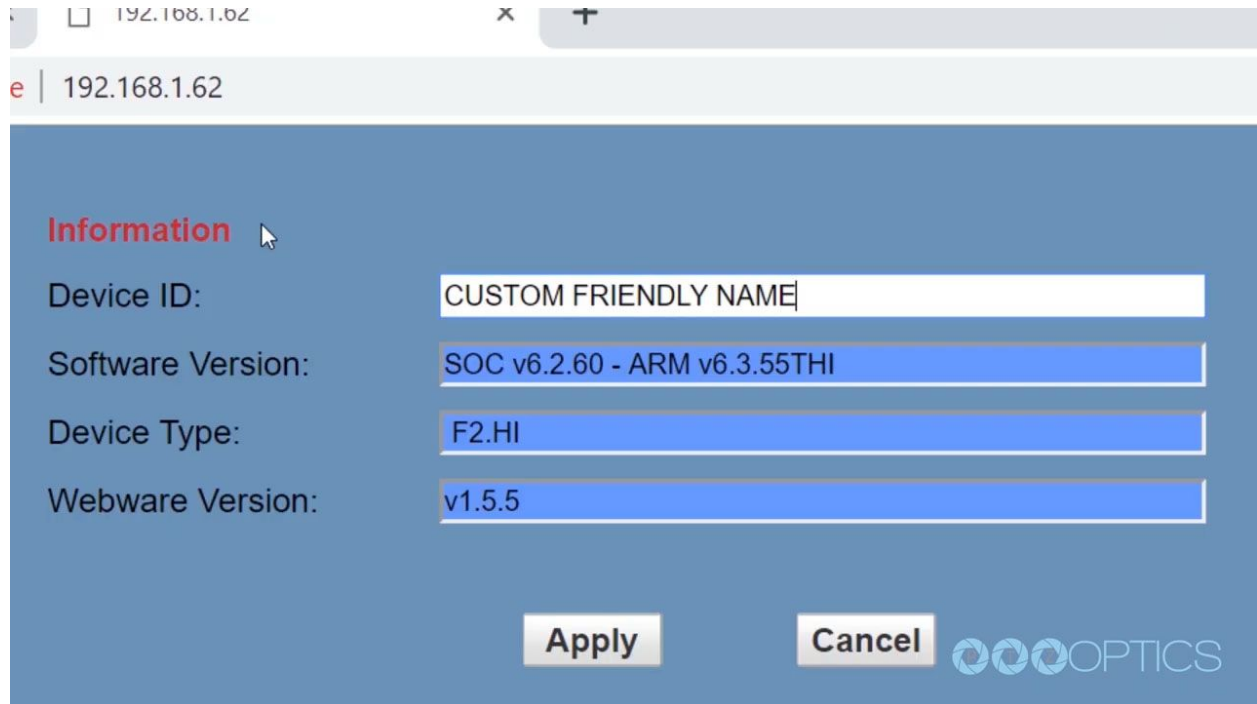 192.168.1.62
e | 192.168.1.62
Information
Device ID: CUSTOM FRIENDLY NAME
Software Version: SOC v6.2.60 - ARM v6.3.55THI
Device Type: F2.HI
Webware Version: v1.5.5
Apply Cancel
OPTICS